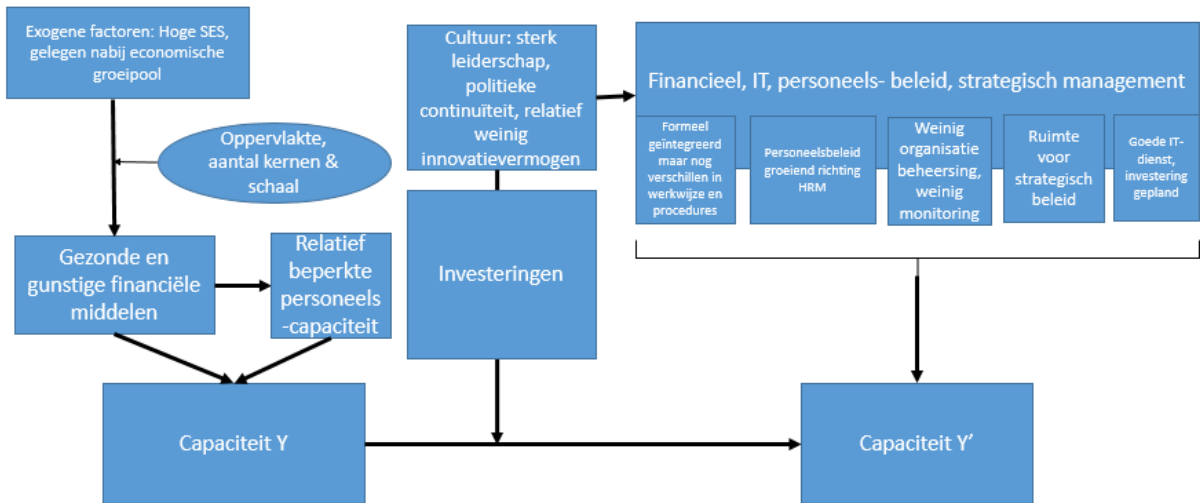 Exogene factoren: Hoge SES,
gelegen nabij economische
groeipool
Oppervlakte,
aantal kernen &
schaal
Gezonde en
gunstige financiële
middelen
Relatief
beperkte
personeels
-capaciteit
Capaciteit Y
Cultuur: sterk
leiderschap,
politieke
continuïteit, relatief
weinig
innovatievermogen
Investeringen
Financieel, IT, personeels- beleid, strategisch management
Formeel
geïntegreerd
maar nog
verschillen in
werkwijze en
procedures
Personeelsbeleid
groeiend richting
HRM
Weinig
organisatie
beheersing,
weinig
monitoring
Ruimte
voor
strategisch
beleid
Goede IT-
dienst,
investering
gepland
Capaciteit Y’